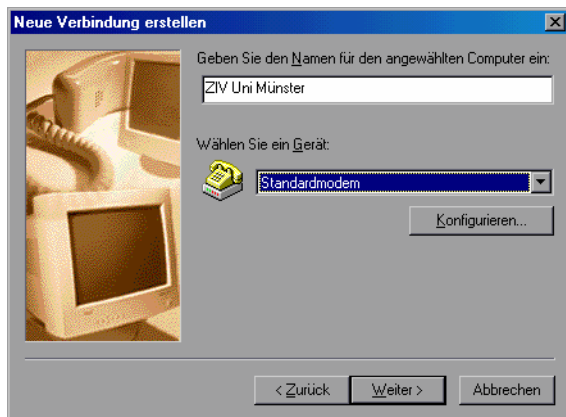 Neue Verbindung erstellen
Geben Sie den Namen für den angewählten Computer ein:
ZIV Uni Münster
Wählen Sie ein Gerät:
Standardmodem
Konfigurieren...
< Zurück
Weiter >
Abbrechen